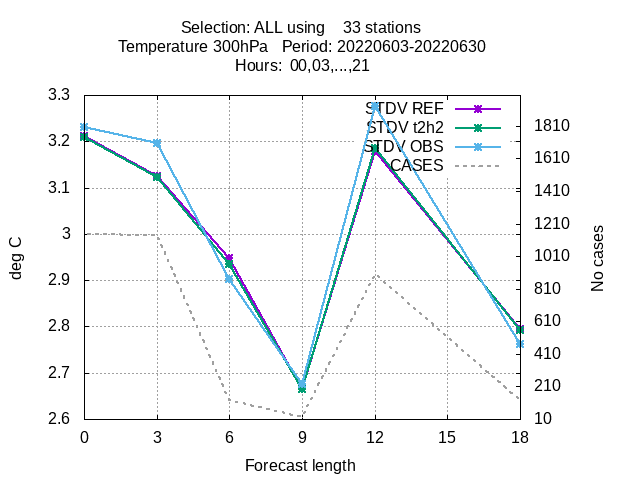 Selection: ALL using 33 stations
Temperature 300hPa Period: 20220603-20220630
Hours: 00,03,...,21
STDV REF
STDV t2h2
STDV OBS
CASES
3.3
3.2
3.1
3
2.9
2.8
2.7
2.6
deg C
1810
1610
1410
1210
1010
810
610
410
210
10
No cases
0 3 6 9 12 15 18
Forecast length